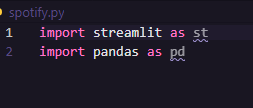 spotify.py
1 import streamlit as st
2 import pandas as pd